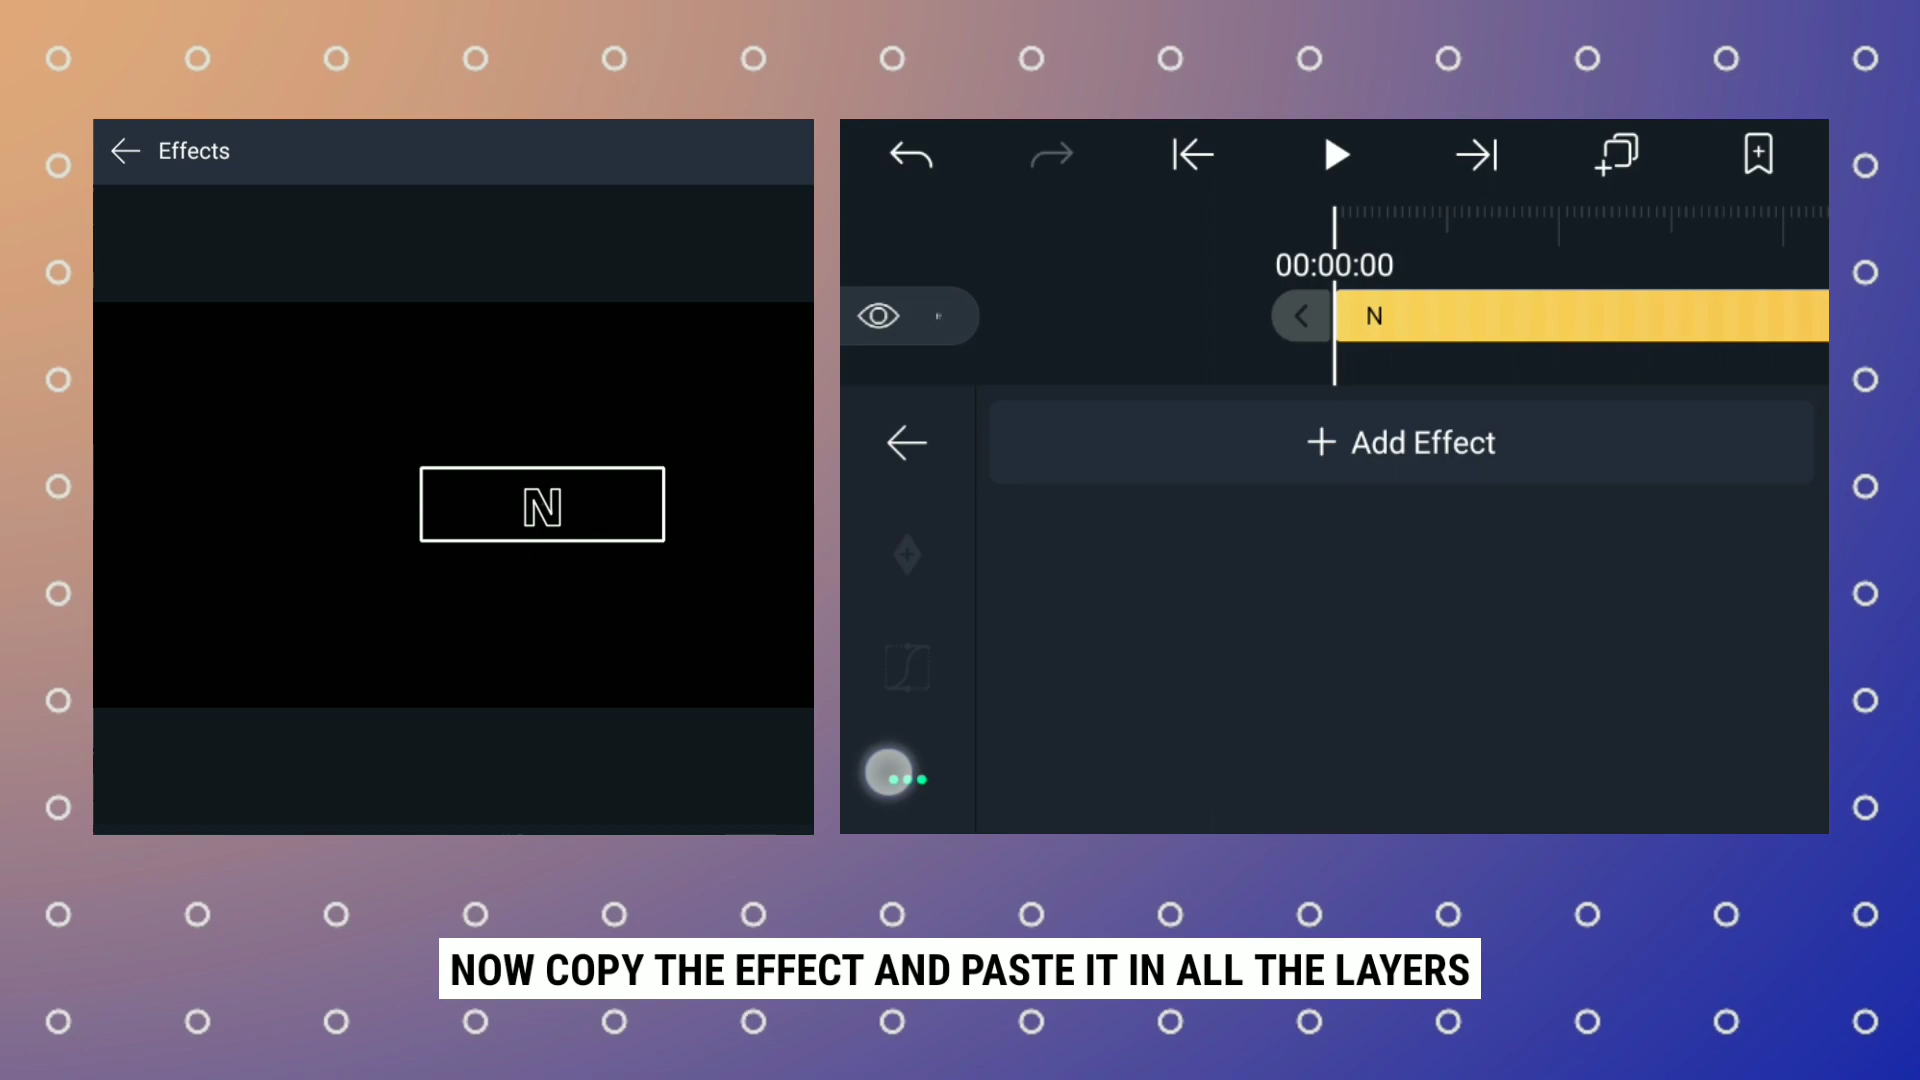 Effects
N
00:00:00
N
+ Add Effect
NOW COPY THE EFFECT AND PASTE IT IN ALL THE LAYERS